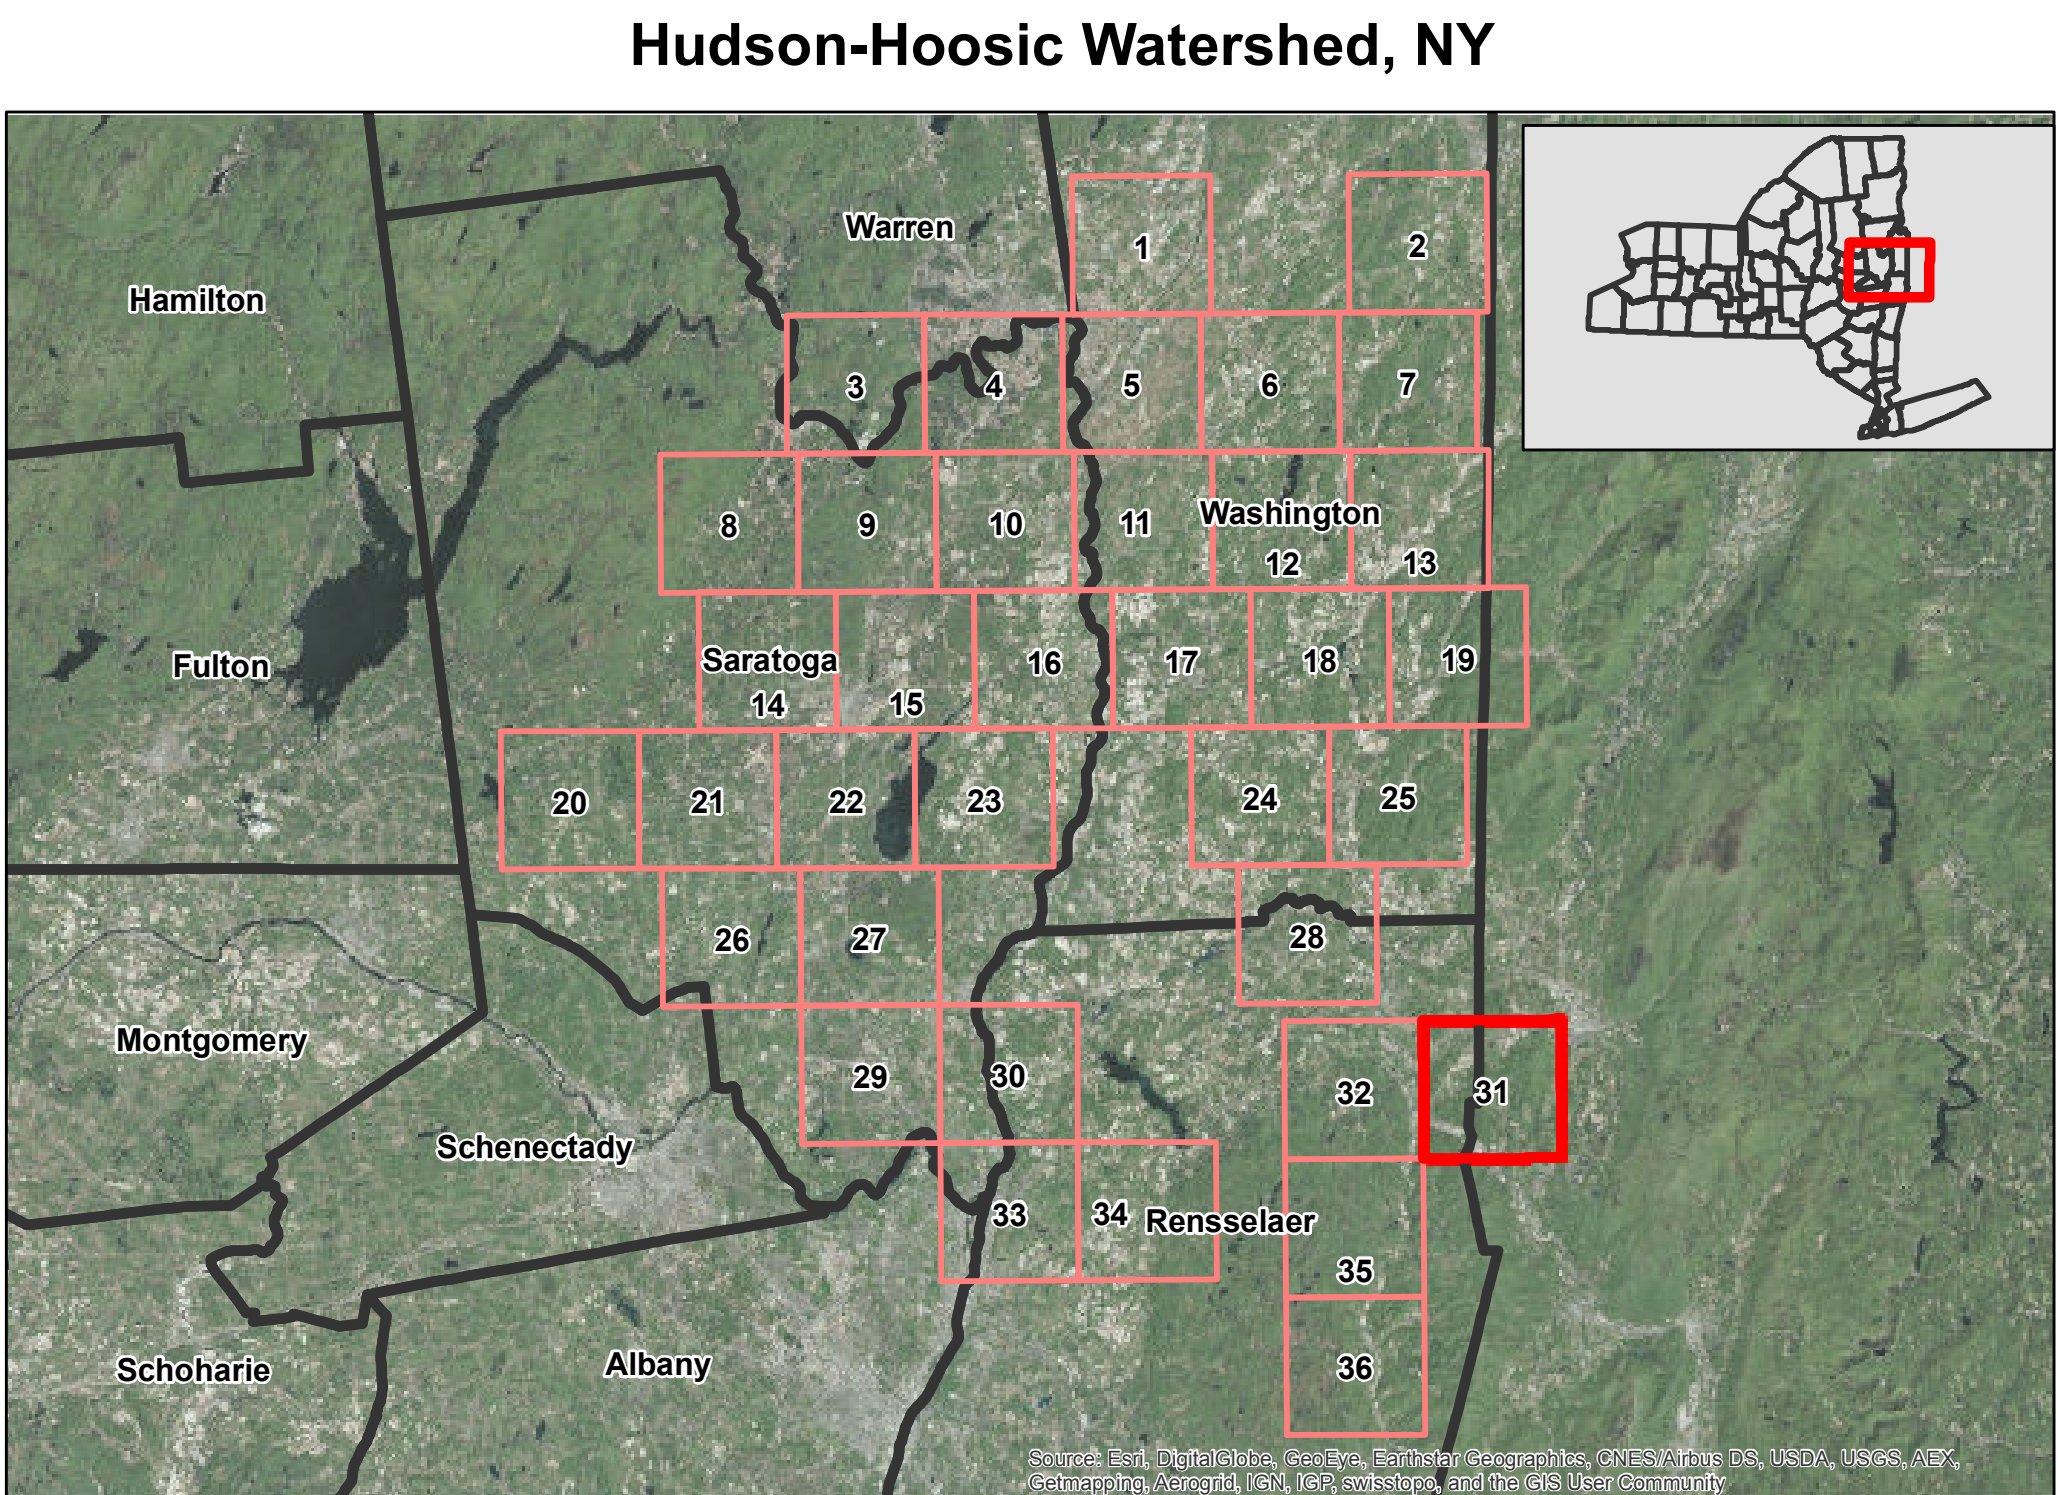 Hudson-Hoosic Watershed, NY
Warren
1
2
Hamilton
3
4
5
6
7
8
9
10
11
Washington
12
13
Fulton
Saratoga
14
15
16
17
18
19
20
21
22
23
24
25
26
27
28
Montgomery
29
30
32
31
Schenectady
33
34
Rensselaer
35
Schoharie
Albany
36
Source: Esri, DigitalGlobe, GeoEye, Earthstar Geographics, CNES/Airbus DS, USDA, USGS, AEX,
Getmapping, Aerogrid, IGN, IGP, swisstopo, and the GIS User Community